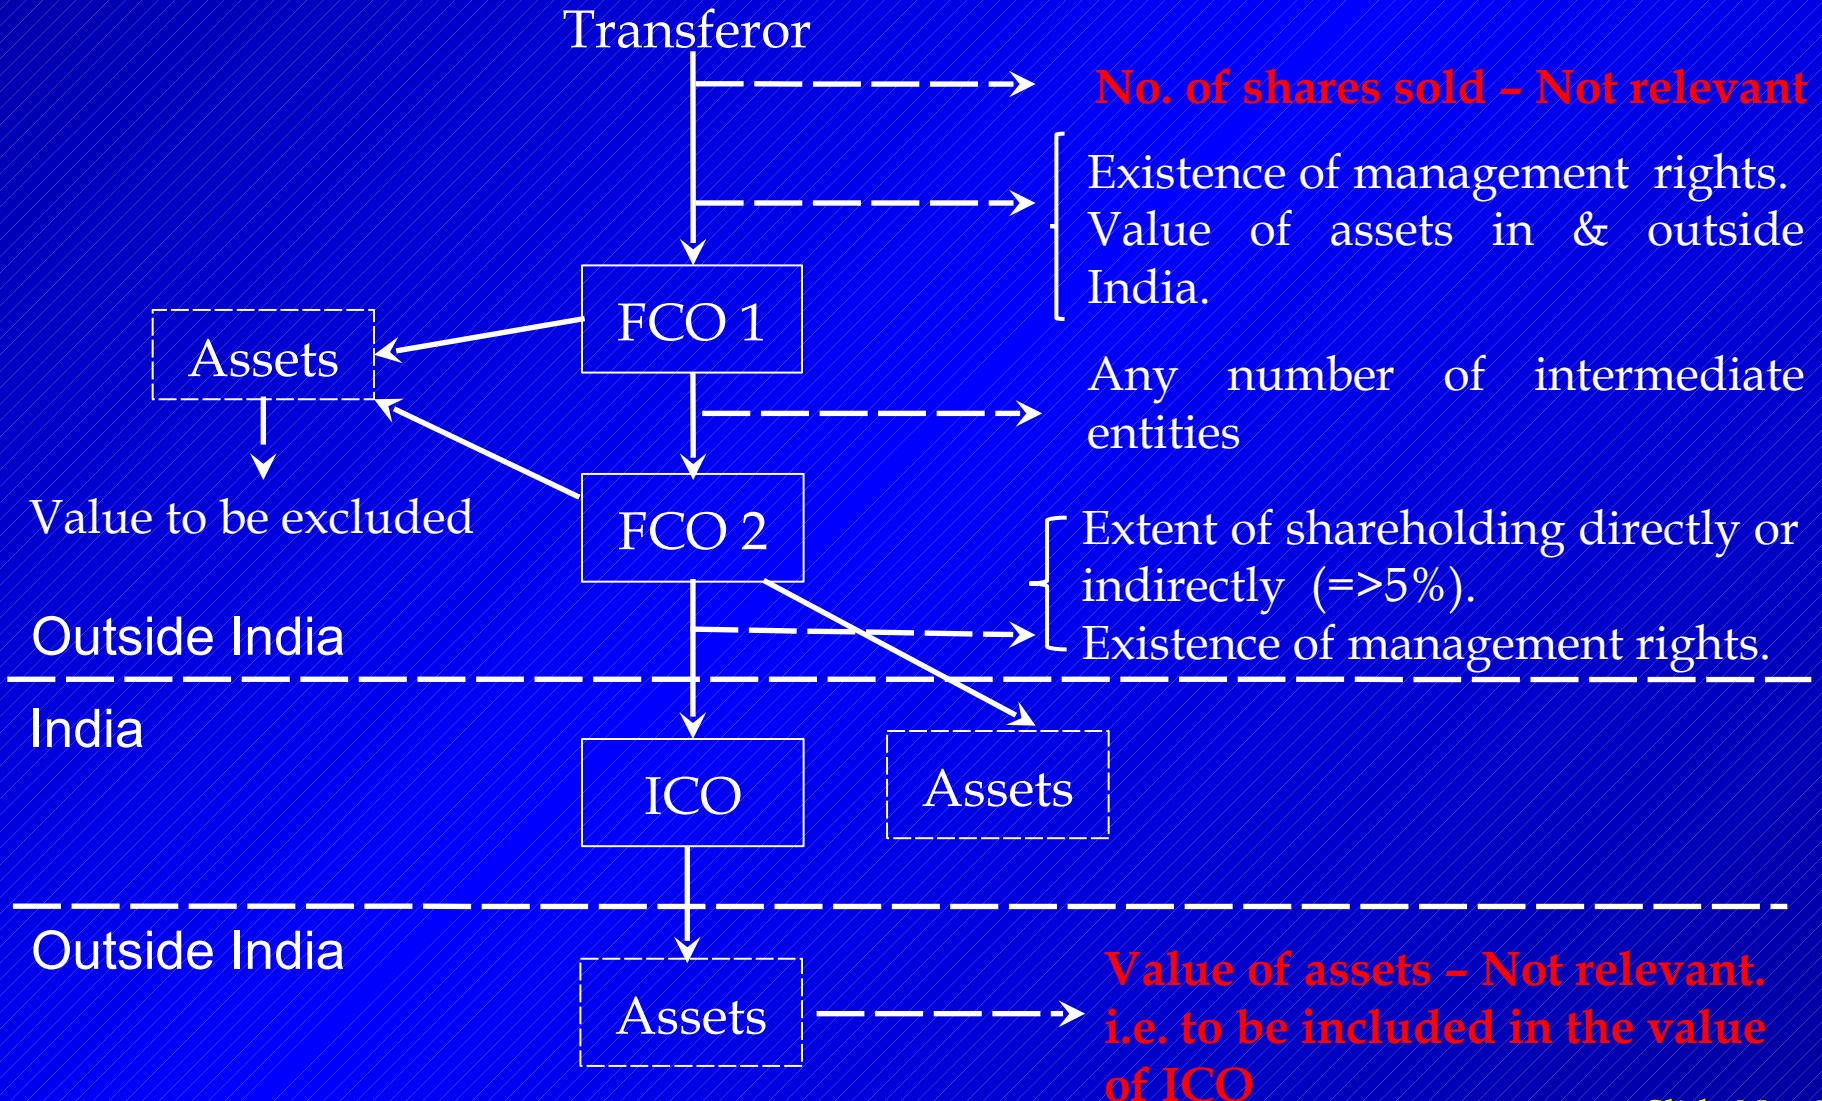 Transferor
No. of shares sold – Not relevant
Existence of management rights.
Value of assets in & outside
India.
FCO 1
Assets
Any number of intermediate
entities
Value to be excluded
FCO 2
Extent of shareholding directly or
indirectly (=>5%).
Existence of management rights.
Outside India
India
ICO
Assets
Outside India
Assets
Value of assets – Not relevant.
i.e. to be included in the value
of ICO